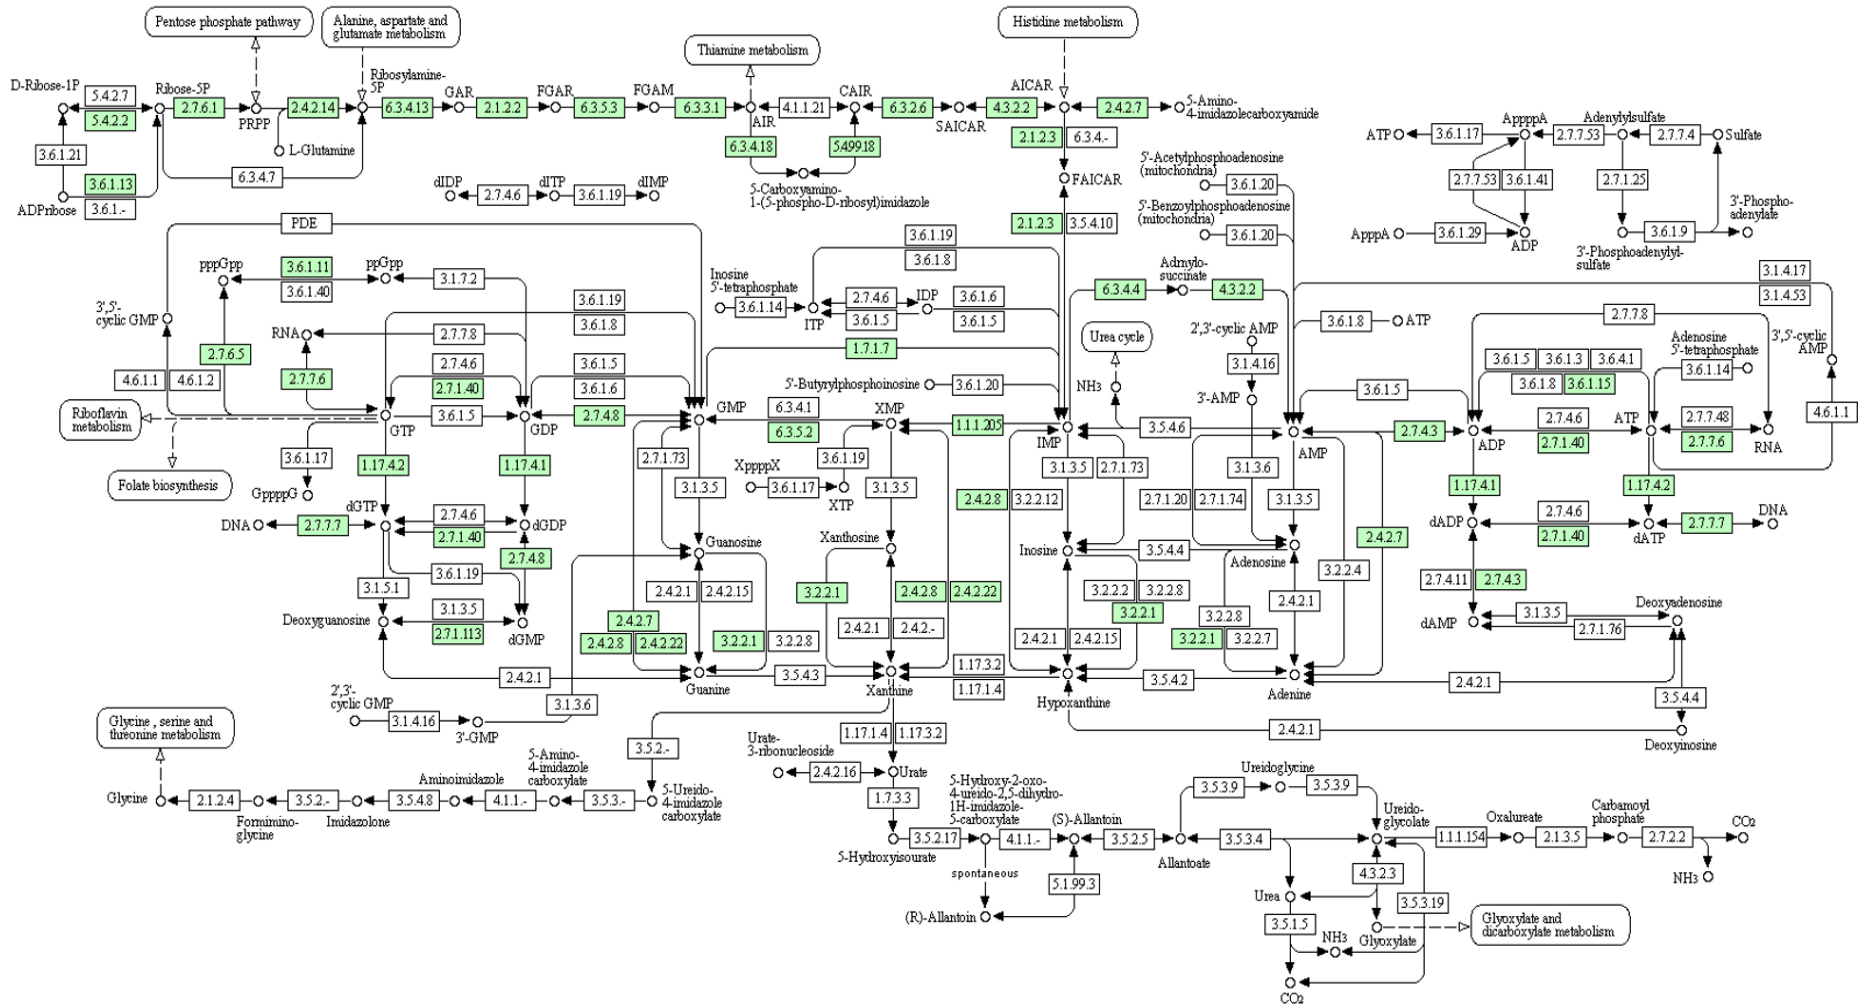 Pentose phosphate pathway
Alanine, aspartate and
glutamate metabolism
Histidine metabolism
Thiamine metabolism
D-Ribose-1P
5.4.2.7
5.4.2.2
Ribose-5P
2.7.6.1
PRPP
2.4.2.14
Ribosylamine-
5P
6.3.4.13
GAR
2.1.2.2
FGAR
6.3.5.3
FGAM
6.3.3.1
AIR
4.1.1.21
CAIR
6.3.2.6
SAICAR
4.3.2.2
AICAR
2.4.2.7
5-Amino-
4-imidazolecarboxyamide
L-Glutamine
3.6.1.21
3.6.1.13
3.6.1.-
ADPribose
6.3.4.7
6.3.4.18
5.4.99.18
5-Carboxyamino-
1-(5-phospho-D-ribosyl)imidazole
2.1.2.3
6.3.4.-
FAICAR
2.1.2.3
3.5.4.10
dIDP
2.7.4.6
dITP
3.6.1.19
dIMP
5'-Acetylphosphoadenosine
(mitochondria)
3.6.1.20
5'-Benzoylphosphoadenosine
(mitochondria)
3.6.1.20
ATP
3.6.1.17
AppppA
2.7.7.53
Adenylylsulfate
2.7.7.4
Sulfate
2.7.7.53
3.6.1.41
2.7.1.25
ApppA
3.6.1.29
ADP
3.6.1.9
3'-Phospho-
adenylate
3'-Phosphoadenylyl-
sulfate
PDE
pppGpp
3.6.1.11
3.6.1.40
ppGpp
3.1.7.2
3',5'-
cyclic GMP
RNA
2.7.7.8
2.7.6.5
2.7.7.6
4.6.1.1
4.6.1.2
3.6.1.19
3.6.1.8
2.7.4.6
2.7.1.40
3.6.1.5
3.6.1.5
3.6.1.6
2.7.4.8
Riboflavin
metabolism
Folate biosynthesis
GTP
GDP
GMP
3.6.1.17
GppppG
1.17.4.2
1.17.4.1
DNA
2.7.7.7
dGTP
2.7.4.6
2.7.1.40
dGDP
2.7.4.8
3.6.1.19
3.1.5.1
Deoxyguanosine
3.1.3.5
2.7.1.113
dGMP
2.4.2.1
3.6.1.19
3.6.1.8
Inosine
5'-tetraphosphate
3.6.1.14
ITP
2.7.4.6
3.6.1.5
IDP
3.6.1.6
3.6.1.5
1.7.1.7
5'-Butyrylphosphoinosine
3.6.1.20
6.3.4.1
6.3.5.2
XMP
1.1.1.205
IMP
6.3.4.4
Adrnylo-
succinate
4.3.2.2
Urea cycle
NH3
2',3'-cyclic AMP
3.1.4.16
3'-AMP
3.5.4.6
AMP
3.1.4.17
3.1.4.53
3.6.1.8
ATP
2.7.7.8
3.6.1.5
3.6.1.5
3.6.1.3
3.6.4.1
3.6.1.8
3.6.1.15
Adenosine
5'-tetraphosphate
3.6.1.14
3',5'-cyclic
AMP
4.6.1.1
2.7.4.3
ADP
2.7.4.6
2.7.1.40
ATP
2.7.7.48
2.7.7.6
RNA
2.7.1.73
3.1.3.5
XppppX
3.6.1.17
XTP
3.6.1.19
3.1.3.5
2.4.2.8
3.2.2.12
3.1.3.5
2.7.1.73
2.7.1.20
2.7.1.74
3.1.3.6
3.1.3.5
2.4.2.7
1.17.4.1
1.17.4.2
dADP
2.7.4.6
2.7.1.40
dATP
2.7.7.7
DNA
2.7.4.11
2.7.4.3
dAMP
3.1.3.5
2.7.1.76
Deoxyadenosine
Guanosine
Xanthosine
Inosine
3.5.4.4
Adenosine
3.2.2.4
2.4.2.1
2.4.2.15
2.4.2.7
2.4.2.8
2.4.2.22
3.2.2.1
3.2.2.8
3.2.2.1
2.4.2.8
2.4.2.22
2.4.2.1
2.4.2.-
3.2.2.2
3.2.2.8
3.2.2.1
2.4.2.1
2.4.2.15
3.2.2.8
3.2.2.1
3.2.2.7
2.4.2.1
Guanine
3.5.4.3
Xanthine
1.17.3.2
1.17.1.4
Hypoxanthine
3.5.4.2
Adenine
2.4.2.1
3.5.4.4
2.4.2.1
Deoxyinosine
2',3'-
cyclic GMP
3.1.4.16
3'-GMP
3.1.3.6
Glycine , serine and
threonine metabolism
Glycine
2.1.2.4
Formimino-
glycine
3.5.2.-
Imidazolone
3.5.4.8
Aminoimidazole
4.1.1.-
5-Amino-
4-imidazole
carboxylate
3.5.3.-
5-Ureido-
4-imidazole
carboxylate
3.5.2.-
1.17.1.4
1.17.3.2
Urate-
3-ribonucleoside
2.4.2.16
Urate
1.7.3.3
5-Hydroxyisourate
3.5.2.17
5-Hydroxy-2-oxo-
4-ureido-2,5-dihydro-
1H-imidazole-
5-carboxylate
4.1.1.-
(S)-Allantoin
spontaneous
(R)-Allantoin
5.1.99.3
3.5.2.5
Allantoate
3.5.3.9
Ureidoglycine
3.5.3.9
3.5.3.4
Ureido-
glycolate
1.1.1.154
Oxalureate
2.1.3.5
Carbamoyl
phosphate
2.7.2.2
CO2
NH3
4.3.2.3
Urea
3.5.3.19
3.5.1.5
NH3
Glyoxylate
Glyoxylate and
dicarboxylate metabolism
CO2